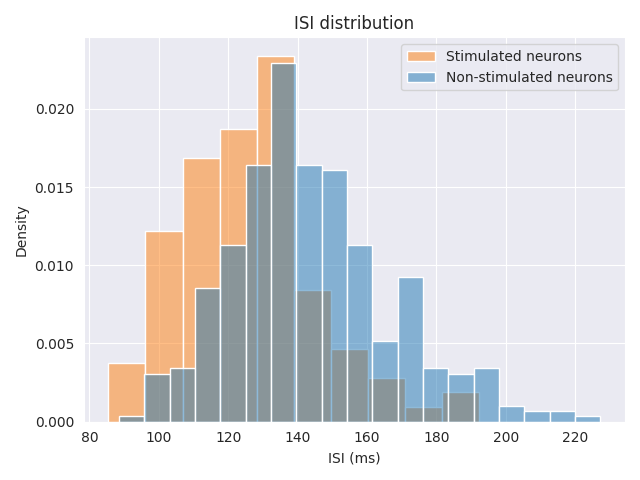 ISI distribution
Stimulated neurons
Non-stimulated neurons
Density
0.020
0.015
0.010
0.005
0.000
80 100 120 140 160 180 200 220
ISI (ms)